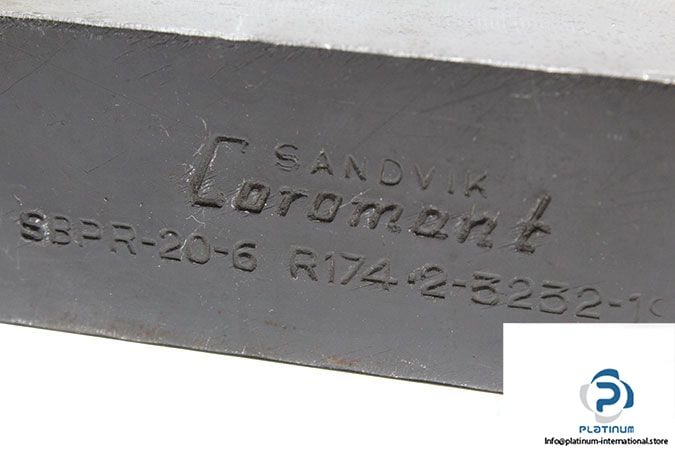 SANDVIK
Coromant
SBPR-20-6 R174.2-3232-1
PLATINUM
Info@platinum-international.store